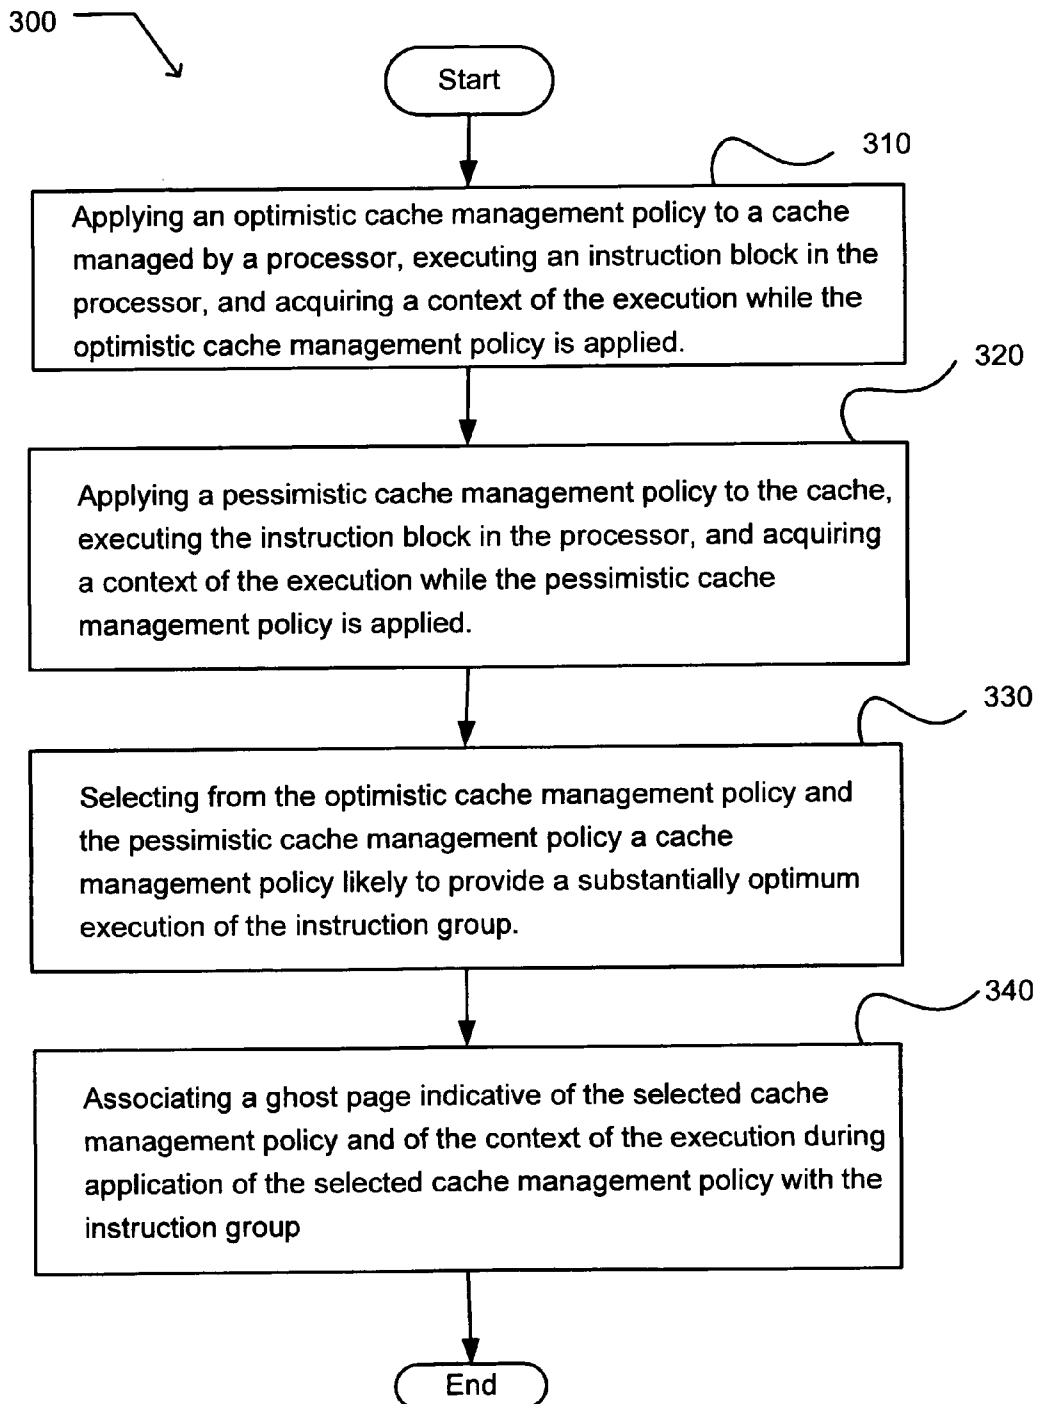 300
Start
310
Applying an optimistic cache management policy to a cache
managed by a processor, executing an instruction block in the
processor, and acquiring a context of the execution while the
optimistic cache management policy is applied.
320
Applying a pessimistic cache management policy to the cache,
executing the instruction block in the processor, and acquiring
a context of the execution while the pessimistic cache
management policy is applied.
330
Selecting from the optimistic cache management policy and
the pessimistic cache management policy a cache
management policy likely to provide a substantially optimum
execution of the instruction group.
340
Associating a ghost page indicative of the selected cache
management policy and of the context of the execution during
application of the selected cache management policy with the
instruction group
End